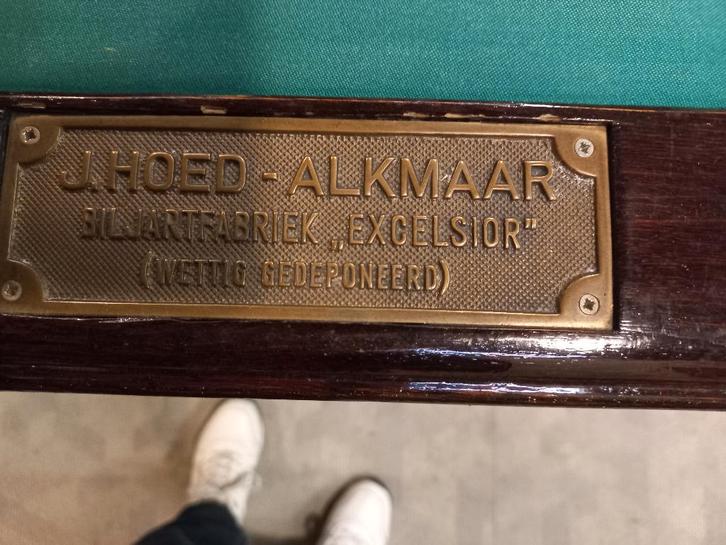 J. HOED - ALKMAAR
BILJARTFABRIEK „EXCELSIOR"
(WETTIG GEDEPONEERD)